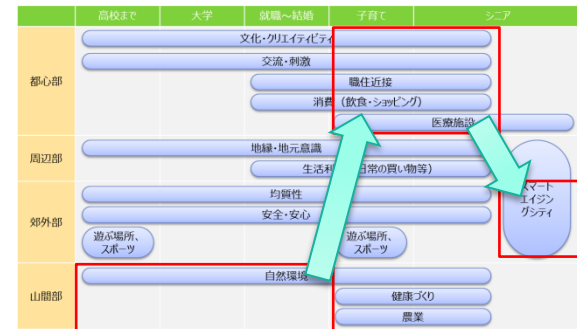 高校まで 大学 就職～結婚 子育て シニア
都心部
文化・クリエイティビティ
交流・刺激
職住近接
消費（飲食・ショッピング）
医療施設
周辺部
地縁・地元意識
生活利 日常の買い物等）
郊外部
均質性
安全・安心
遊ぶ場所、
スポーツ
遊ぶ場所、
スポーツ
スマート
エイジン
グシティ
山間部
自然環境
健康づくり
農業